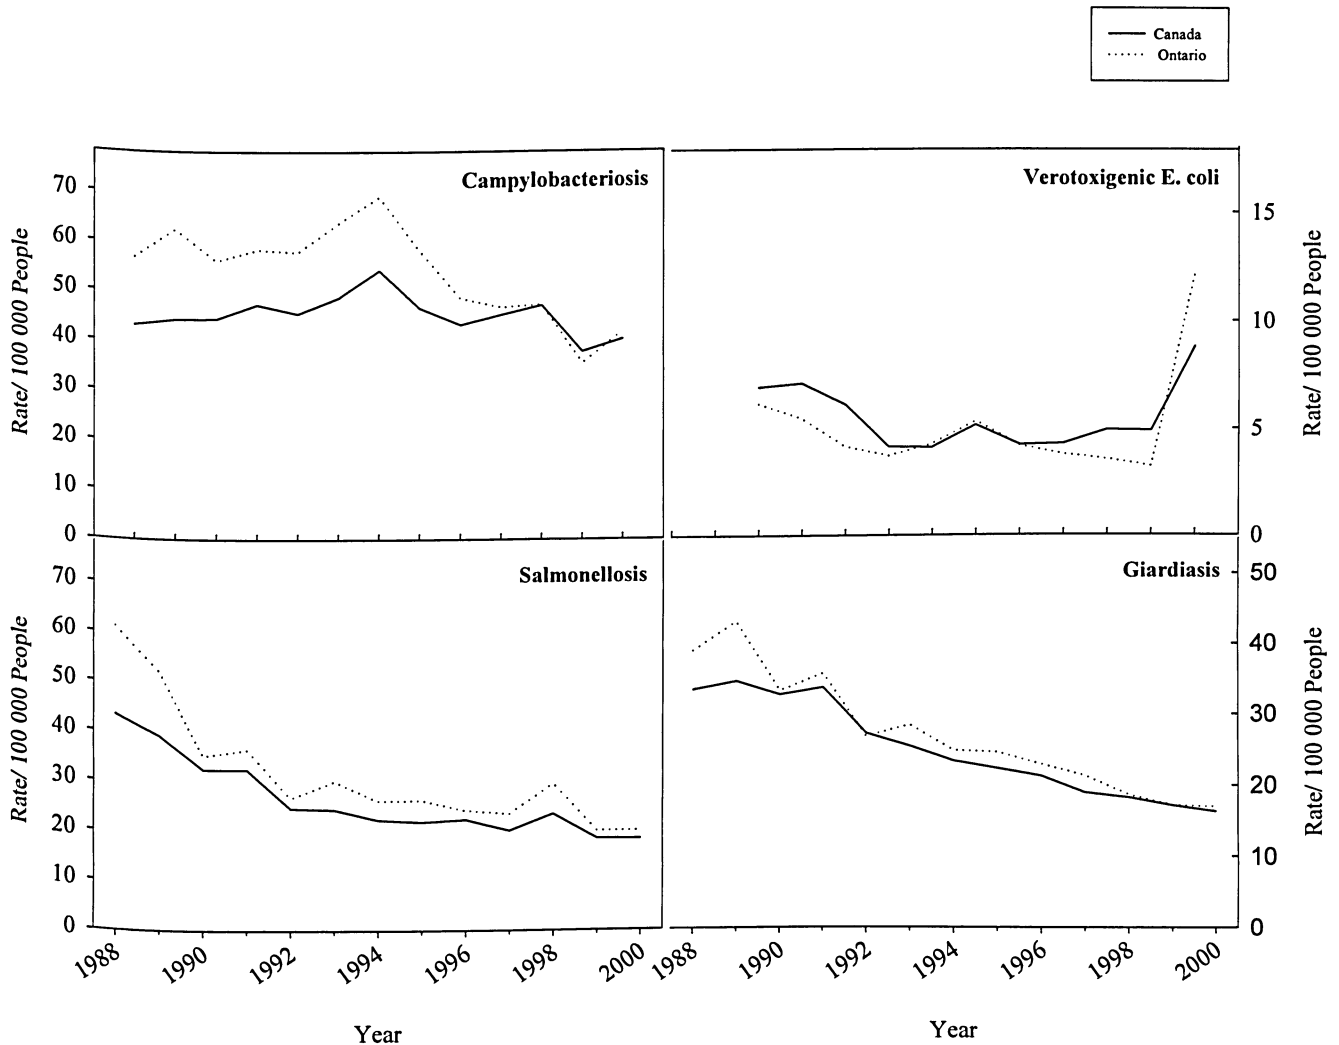 Canada
Ontario
Campylobacteriosis
Verotoxigenic E. coli
70
60
50
40
30
20
10
0
Rate/ 100 000 People
15
10
5
0
Rate/ 100 000 People
Salmonellosis
Giardiasis
70
60
50
40
30
20
10
0
Rate/ 100 000 People
50
40
30
20
10
0
Rate/ 100 000 People
1988 1990 1992 1994 1996 1998 2000
1988 1990 1992 1994 1996 1998 2000
Year
Year